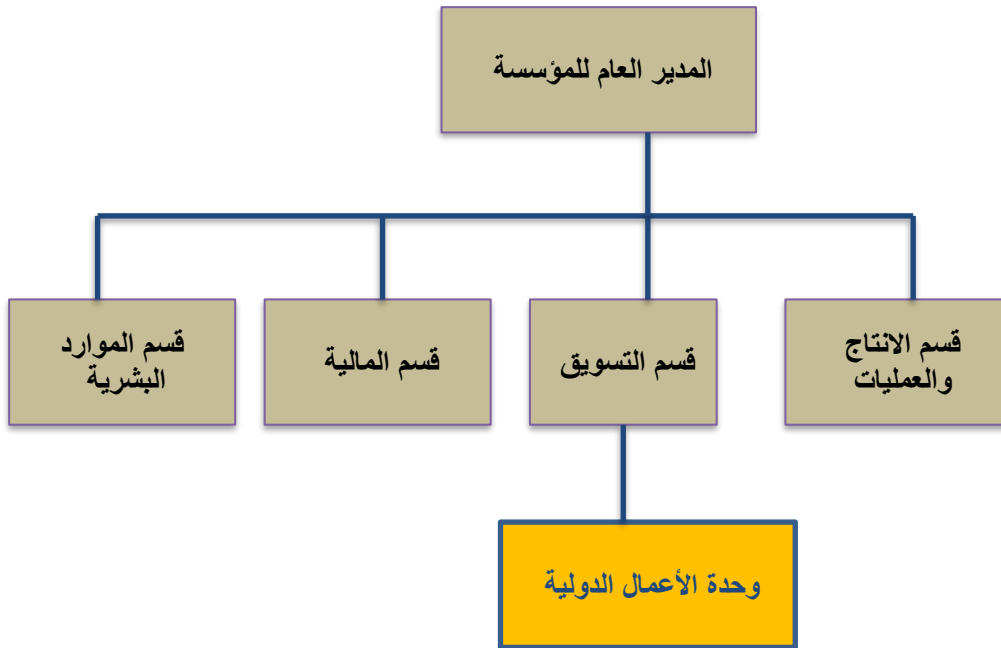 المدير العام للمؤسسة
قسم الانتاج
والعمليات
قسم التسويق
قسم المالية
قسم الموارد
البشرية
وحدة الأعمال الدولية